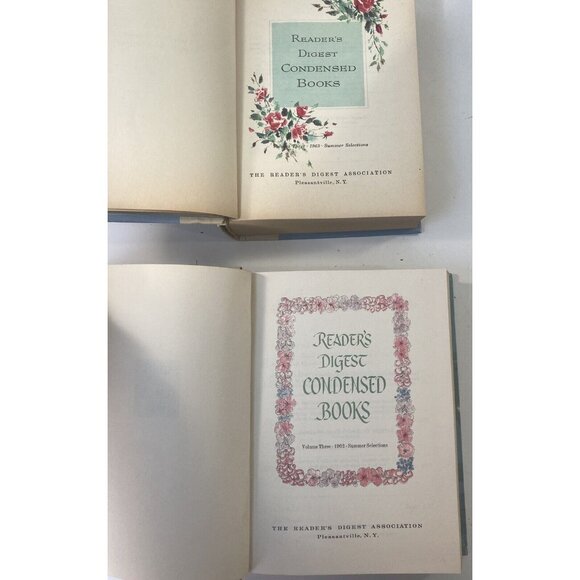 READER'S
DIGEST
CONDENSED
BOOKS
Summer Selections
THE READER'S DIGEST ASSOCIATION
Pleasantville, N.Y.
READER'S
DIGEST
CONDENSED
BOOKS
Volume Three · 1962 · Summer Selections
THE READER'S DIGEST ASSOCIATION
Pleasantville, N.Y.